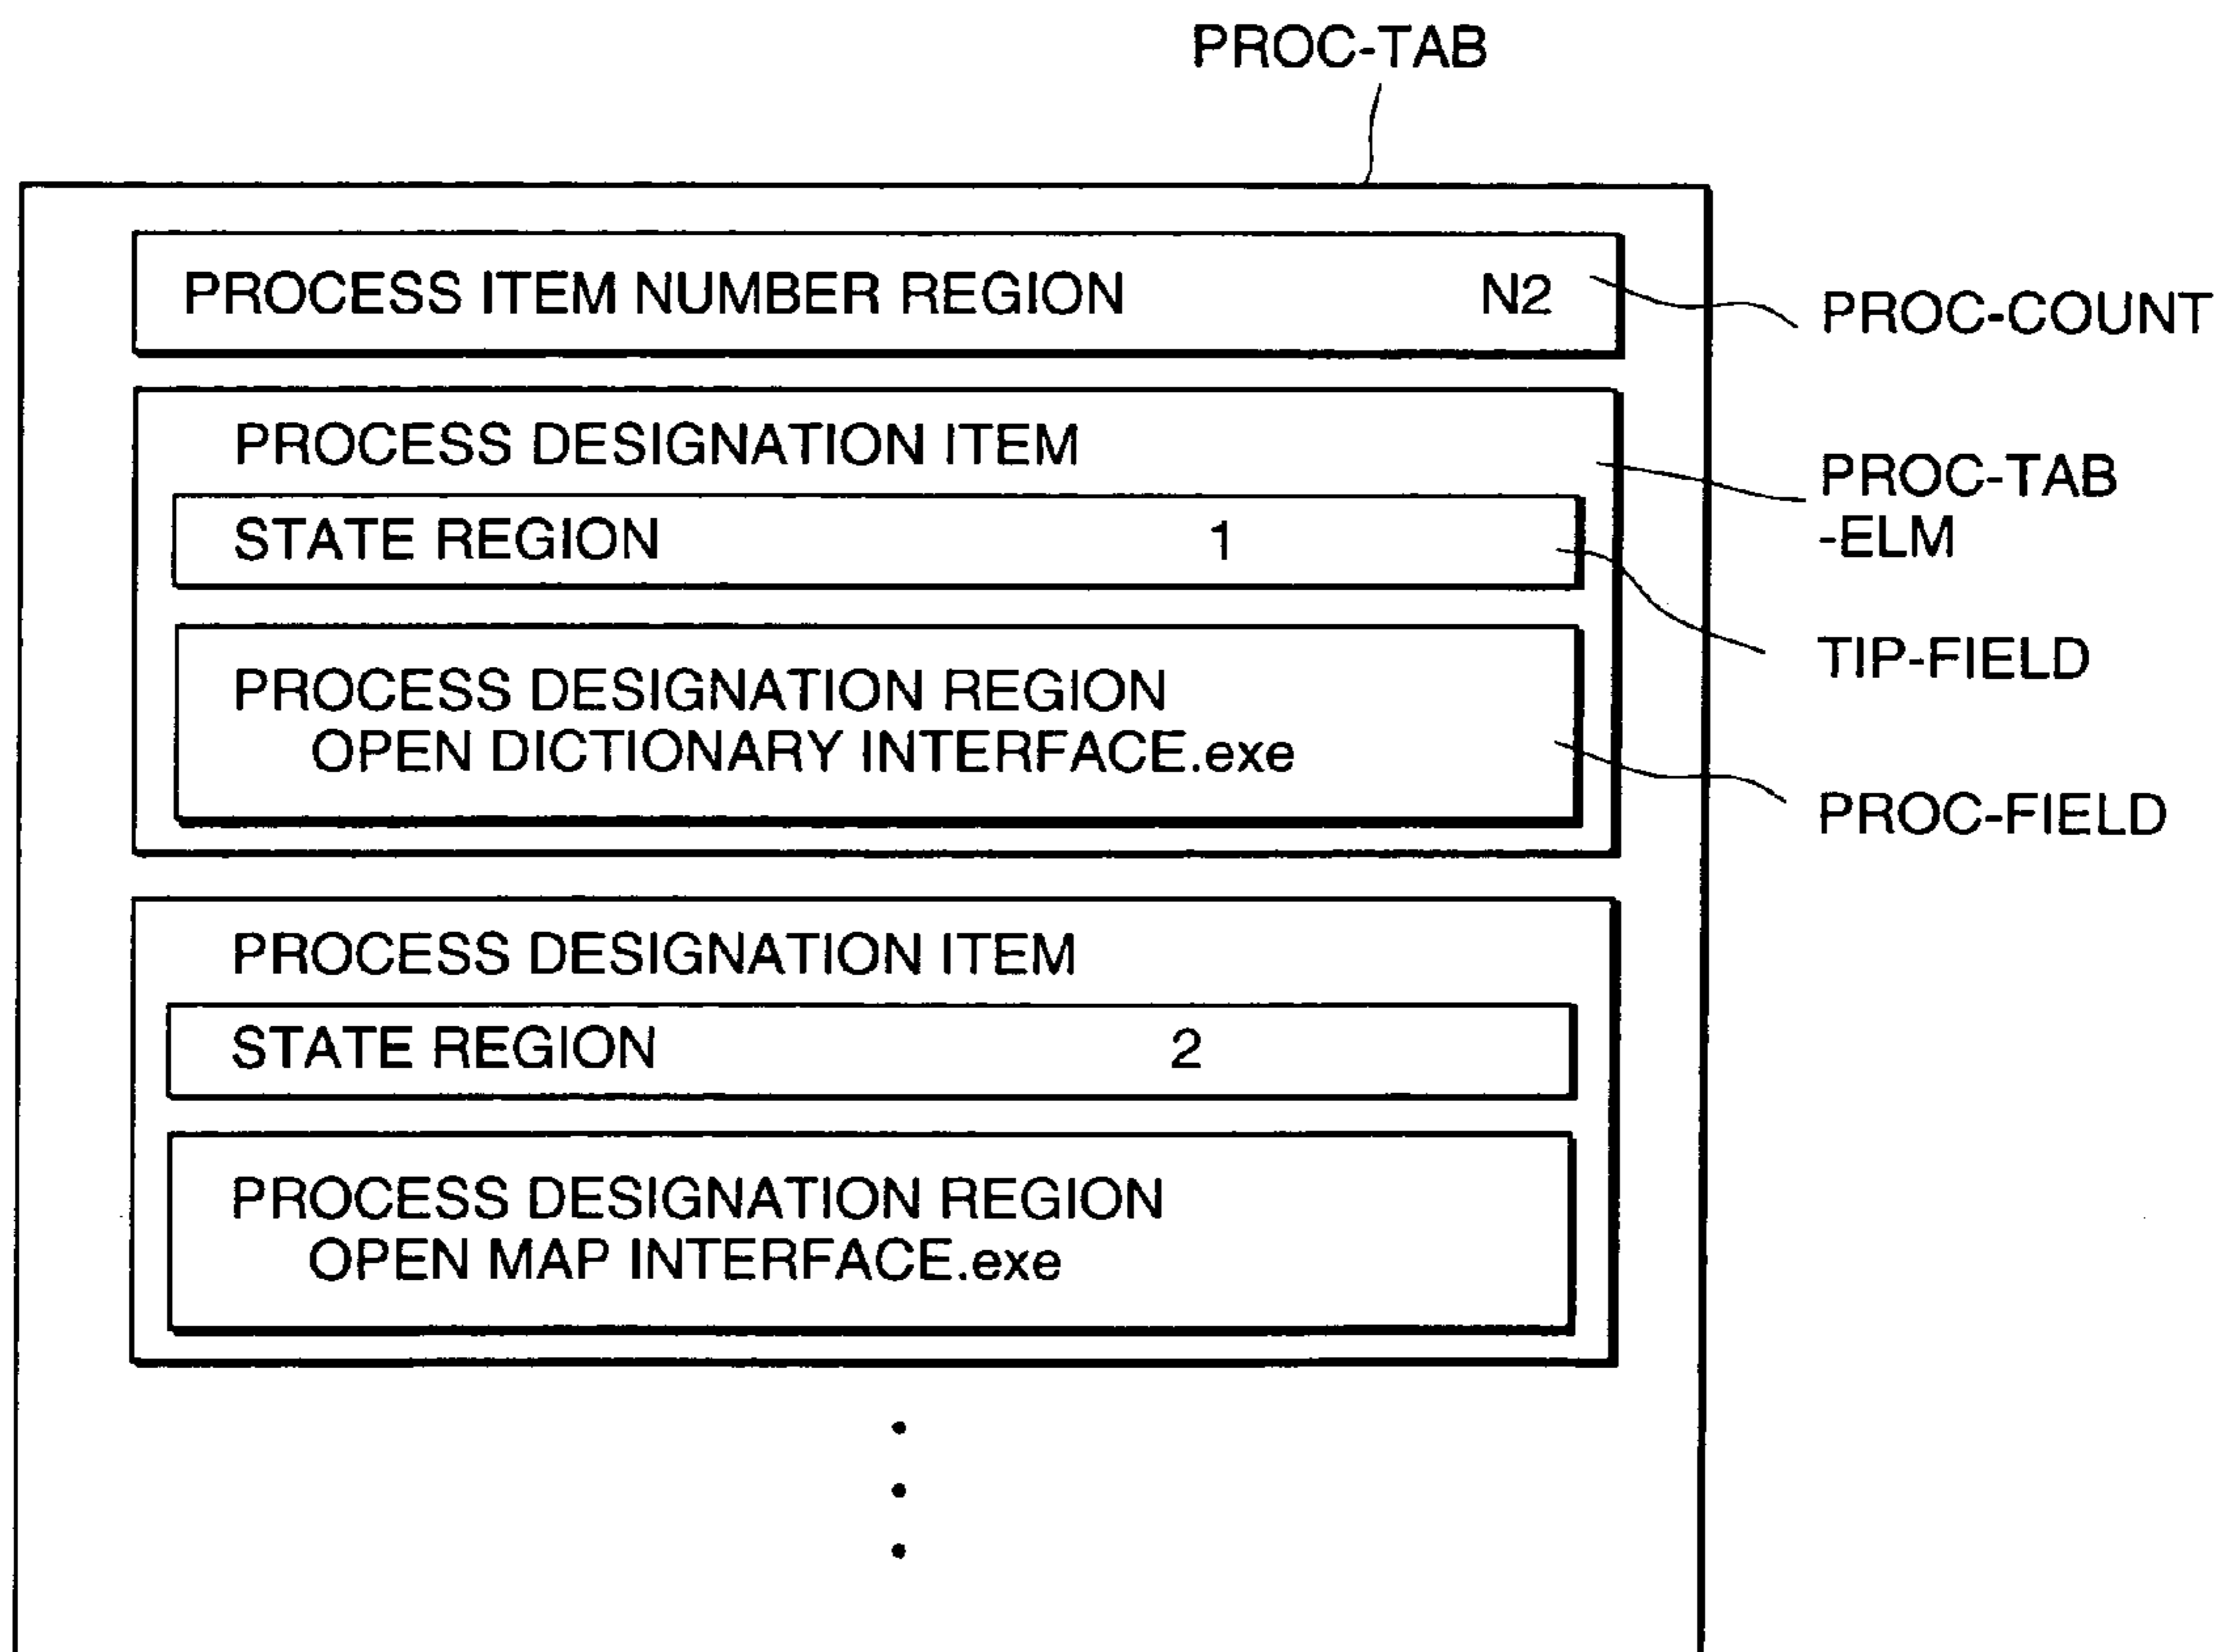 PROC-TAB
PROCESS ITEM NUMBER REGION N2
PROC-COUNT
PROCESS DESIGNATION ITEM
PROC-TAB
-ELM
STATE REGION 1
TIP-FIELD
PROCESS DESIGNATION REGION
OPEN DICTIONARY INTERFACE.exe
PROC-FIELD
PROCESS DESIGNATION ITEM
STATE REGION 2
PROCESS DESIGNATION REGION
OPEN MAP INTERFACE.exe